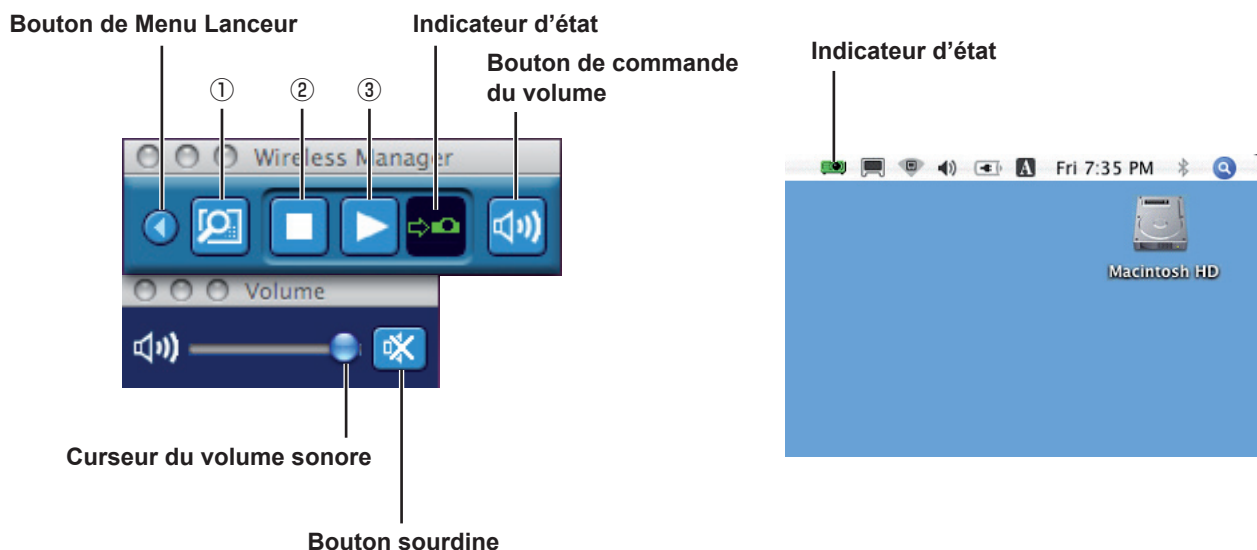 Bouton de Menu Lanceur
Indicateur d’état
Bouton de commande
du volume
① ② ③
Wireless Manager
Volume
Curseur du volume sonore
Bouton sourdine
Indicateur d’état
A Fri 7:35 PM
Macintosh HD